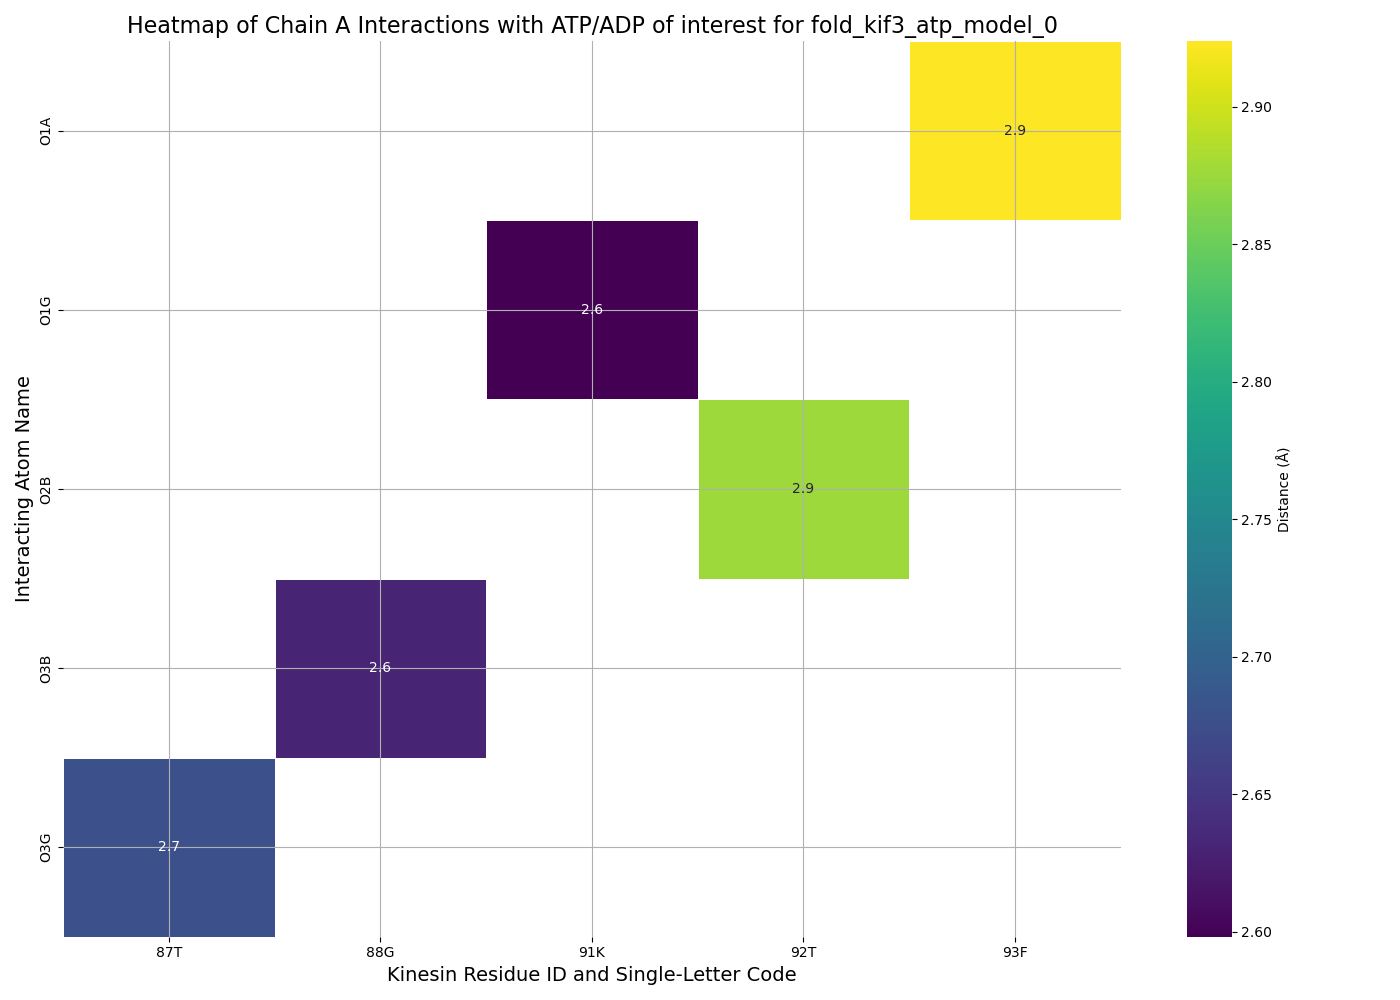 Heatmap of Chain A Interactions with ATP/ADP of interest for fold_kif3_atp_model_0
Interacting Atom Name
O1A
O1G
O2B
O3B
O3G
2.9
2.6
2.9
2.6
2.7
87T
88G
91K
92T
93F
Kinesin Residue ID and Single-Letter Code
2.90
2.85
2.80
2.75
2.70
2.65
2.60
Distance (Å)